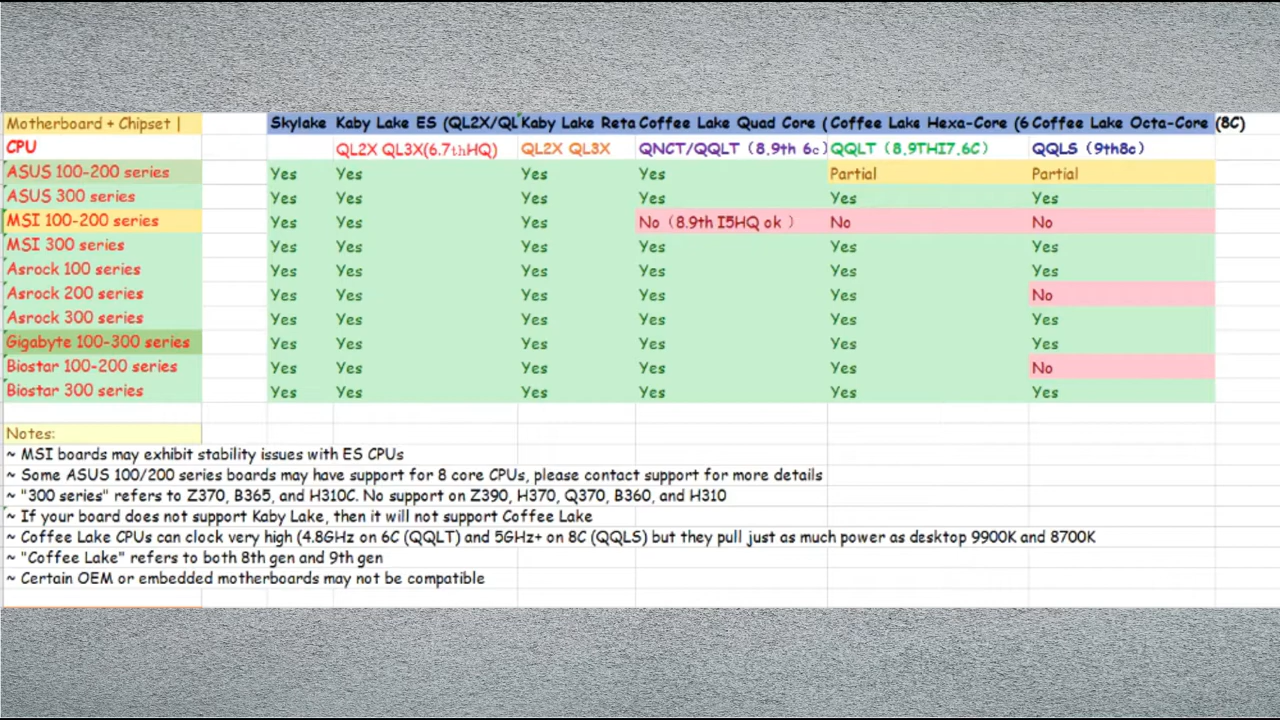 Motherboard + Chipset | Skylake Kaby Lake ES (QL2X/QL Kaby Lake Reta Coffee Lake Quad Core ( Coffee Lake Hexa-Core (6 Coffee Lake Octa-Core (8C)
CPU QL2X QL3X(6.7thHQ) QL2X QL3X QNCT/QQLT (8.9th 6c) QQLT (8.9THI7.6C) QQLS (9th8c)
ASUS 100-200 series Yes Yes Yes Yes Partial Partial
ASUS 300 series Yes Yes Yes Yes Yes Yes
MSI 100-200 series Yes Yes Yes No (8.9th I5HQ ok ) No No
MSI 300 series Yes Yes Yes Yes Yes Yes
Asrock 100 series Yes Yes Yes Yes Yes Yes
Asrock 200 series Yes Yes Yes Yes Yes No
Asrock 300 series Yes Yes Yes Yes Yes Yes
Gigabyte 100-300 series Yes Yes Yes Yes Yes Yes
Biostar 100-200 series Yes Yes Yes Yes Yes No
Biostar 300 series Yes Yes Yes Yes Yes Yes
Notes:
~ MSI boards may exhibit stability issues with ES CPUs
~ Some ASUS 100/200 series boards may have support for 8 core CPUs, please contact support for more details
~ "300 series" refers to Z370, B365, and H310C. No support on Z390, H370, Q370, B360, and H310
~ If your board does not support Kaby Lake, then it will not support Coffee Lake
~ Coffee Lake CPUs can clock very high (4.8GHz on 6C (QQLT) and 5GHz+ on 8C (QQLS) but they pull just as much power as desktop 9900K and 8700K
~ "Coffee Lake" refers to both 8th gen and 9th gen
~ Certain OEM or embedded motherboards may not be compatible